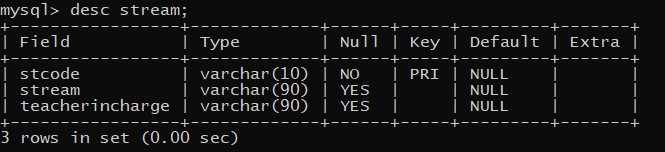 mysql> desc stream;
+-----------------+-------------+------+-----+---------+-------+
| Field           | Type        | Null | Key | Default | Extra |
+-----------------+-------------+------+-----+---------+-------+
| stcode          | varchar(10) | NO   | PRI | NULL    |       |
| stream          | varchar(90) | YES  |     | NULL    |       |
| teacherincharge | varchar(90) | YES  |     | NULL    |       |
+-----------------+-------------+------+-----+---------+-------+
3 rows in set (0.00 sec)